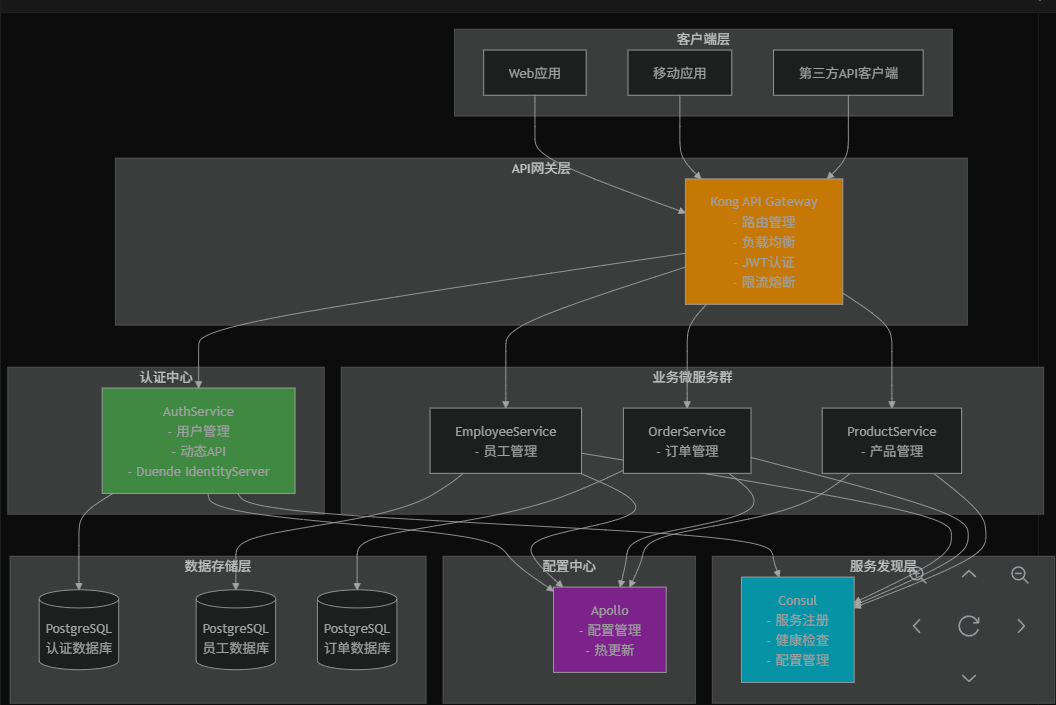 客户端层
Web应用
移动应用
第三方API客户端
API网关层
Kong API Gateway
- 路由管理
- 负载均衡
- JWT认证
- 限流熔断
认证中心
AuthService
- 用户管理
- 动态API
- Duende IdentityServer
业务微服务群
EmployeeService
- 员工管理
OrderService
- 订单管理
ProductService
- 产品管理
数据存储层
PostgreSQL
认证数据库
PostgreSQL
员工数据库
PostgreSQL
订单数据库
配置中心
Apollo
- 配置管理
- 热更新
服务发现层
Consul
- 服务注册
- 健康检查
- 配置管理